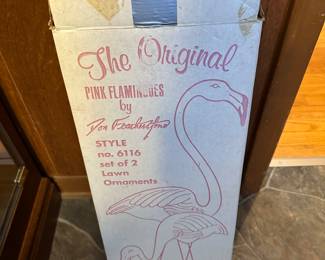 The Original
PINK FLAMINGOES
by
Don Featherstone
STYLE
no. 6116
set of 2
Lawn
Ornaments